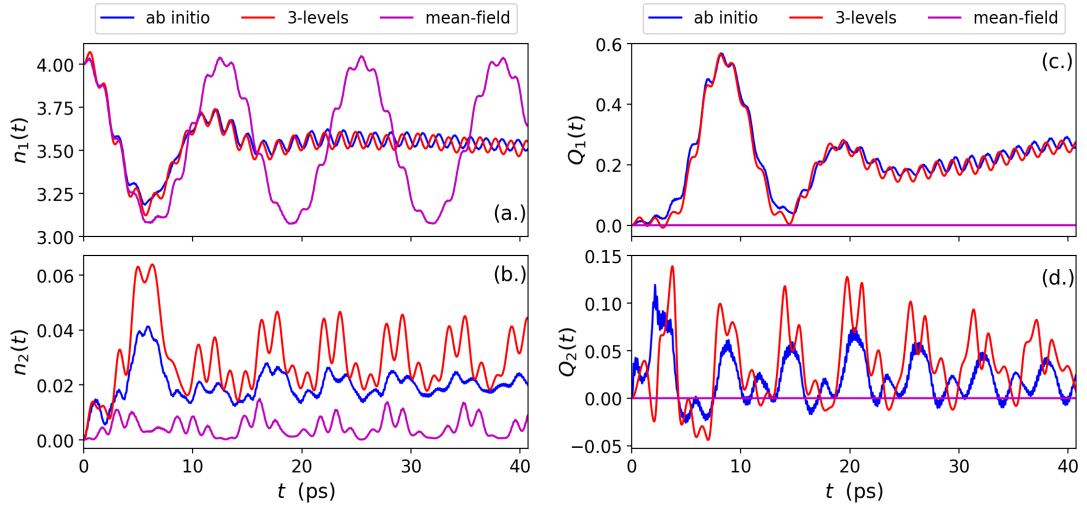 ab initio 3-levels mean-field
ab initio 3-levels mean-field
n₁(t)
4.00
3.75
3.50
3.25
3.00
(a.)
Q₁(t)
0.6
0.4
0.2
0.0
(c.)
n₂(t)
0.06
0.04
0.02
0.00
(b.)
0 10 20 30 40
t (ps)
Q₂(t)
0.15
0.10
0.05
0.00
−0.05
(d.)
0 10 20 30 40
t (ps)